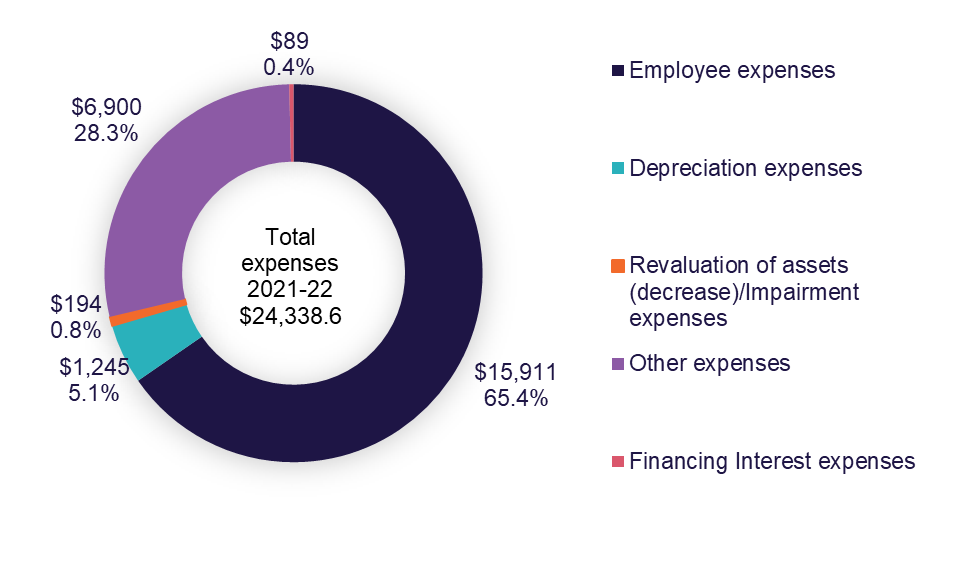 $89
0.4%
$6,900
28.3%
Total
expenses
2021-22
$24,338.6
$194
0.8%
$1,245
5.1%
$15,911
65.4%
Employee expenses
Depreciation expenses
Revaluation of assets
(decrease)/Impairment
expenses
Other expenses
Financing Interest expenses